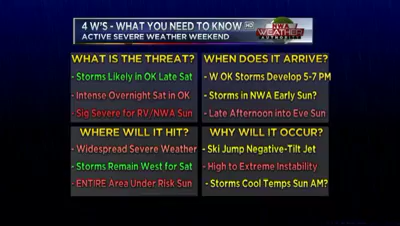 4 W'S - WHAT YOU NEED TO KNOW
HD
ACTIVE SEVERE WEATHER WEEKEND
NWA
WEATHER
AUTHORITY
WHAT IS THE THREAT?
- Storms Likely in OK Late Sat
- Intense Overnight Sat in OK
- Sig Severe for RV/NWA Sun
WHEN DOES IT ARRIVE?
- W OK Storms Develop 5-7 PM
- Storms in NWA Early Sun?
- Late Afternoon into Eve Sun
WHERE WILL IT HIT?
- Widespread Severe Weather
- Storms Remain West for Sat
- ENTIRE Area Under Risk Sun
WHY WILL IT OCCUR?
- Ski Jump Negative-Tilt Jet
- High to Extreme Instability
- Storms Cool Temps Sun AM?